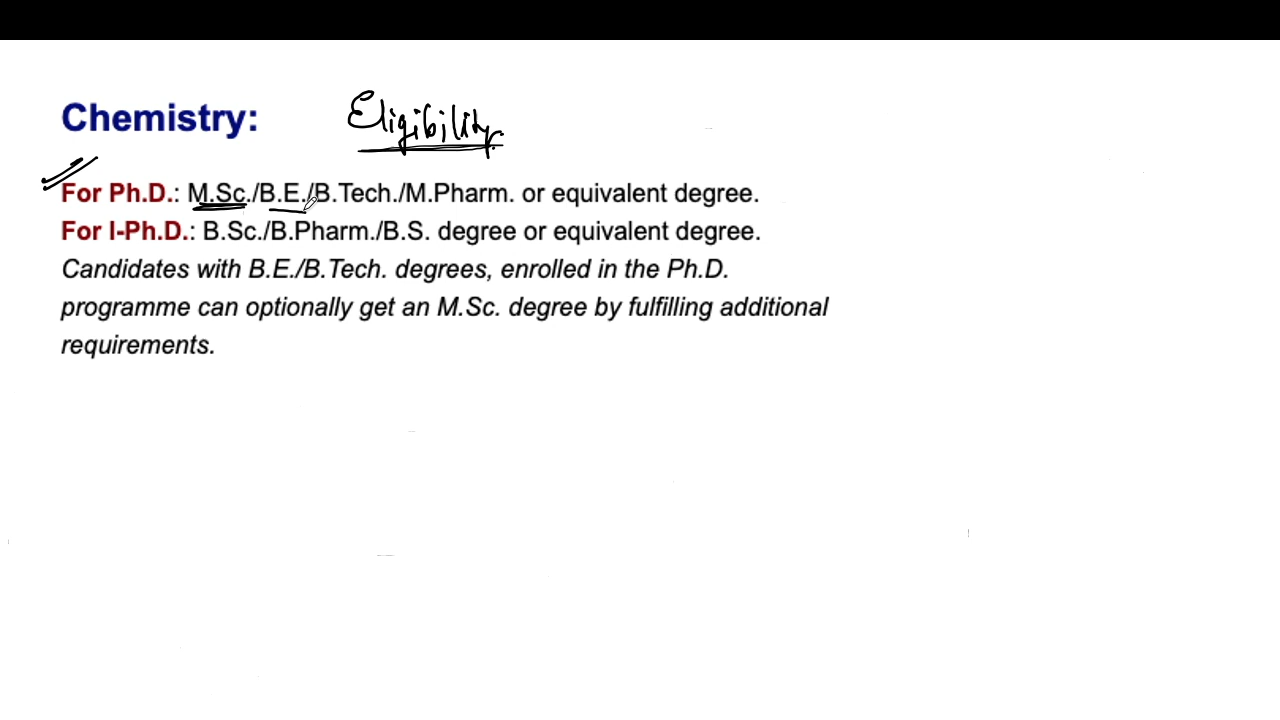 Chemistry: Eligibility
For Ph.D.: M.Sc./B.E./B.Tech./M.Pharm. or equivalent degree.
For I-Ph.D.: B.Sc./B.Pharm./B.S. degree or equivalent degree.
Candidates with B.E./B.Tech. degrees, enrolled in the Ph.D.
programme can optionally get an M.Sc. degree by fulfilling additional
requirements.